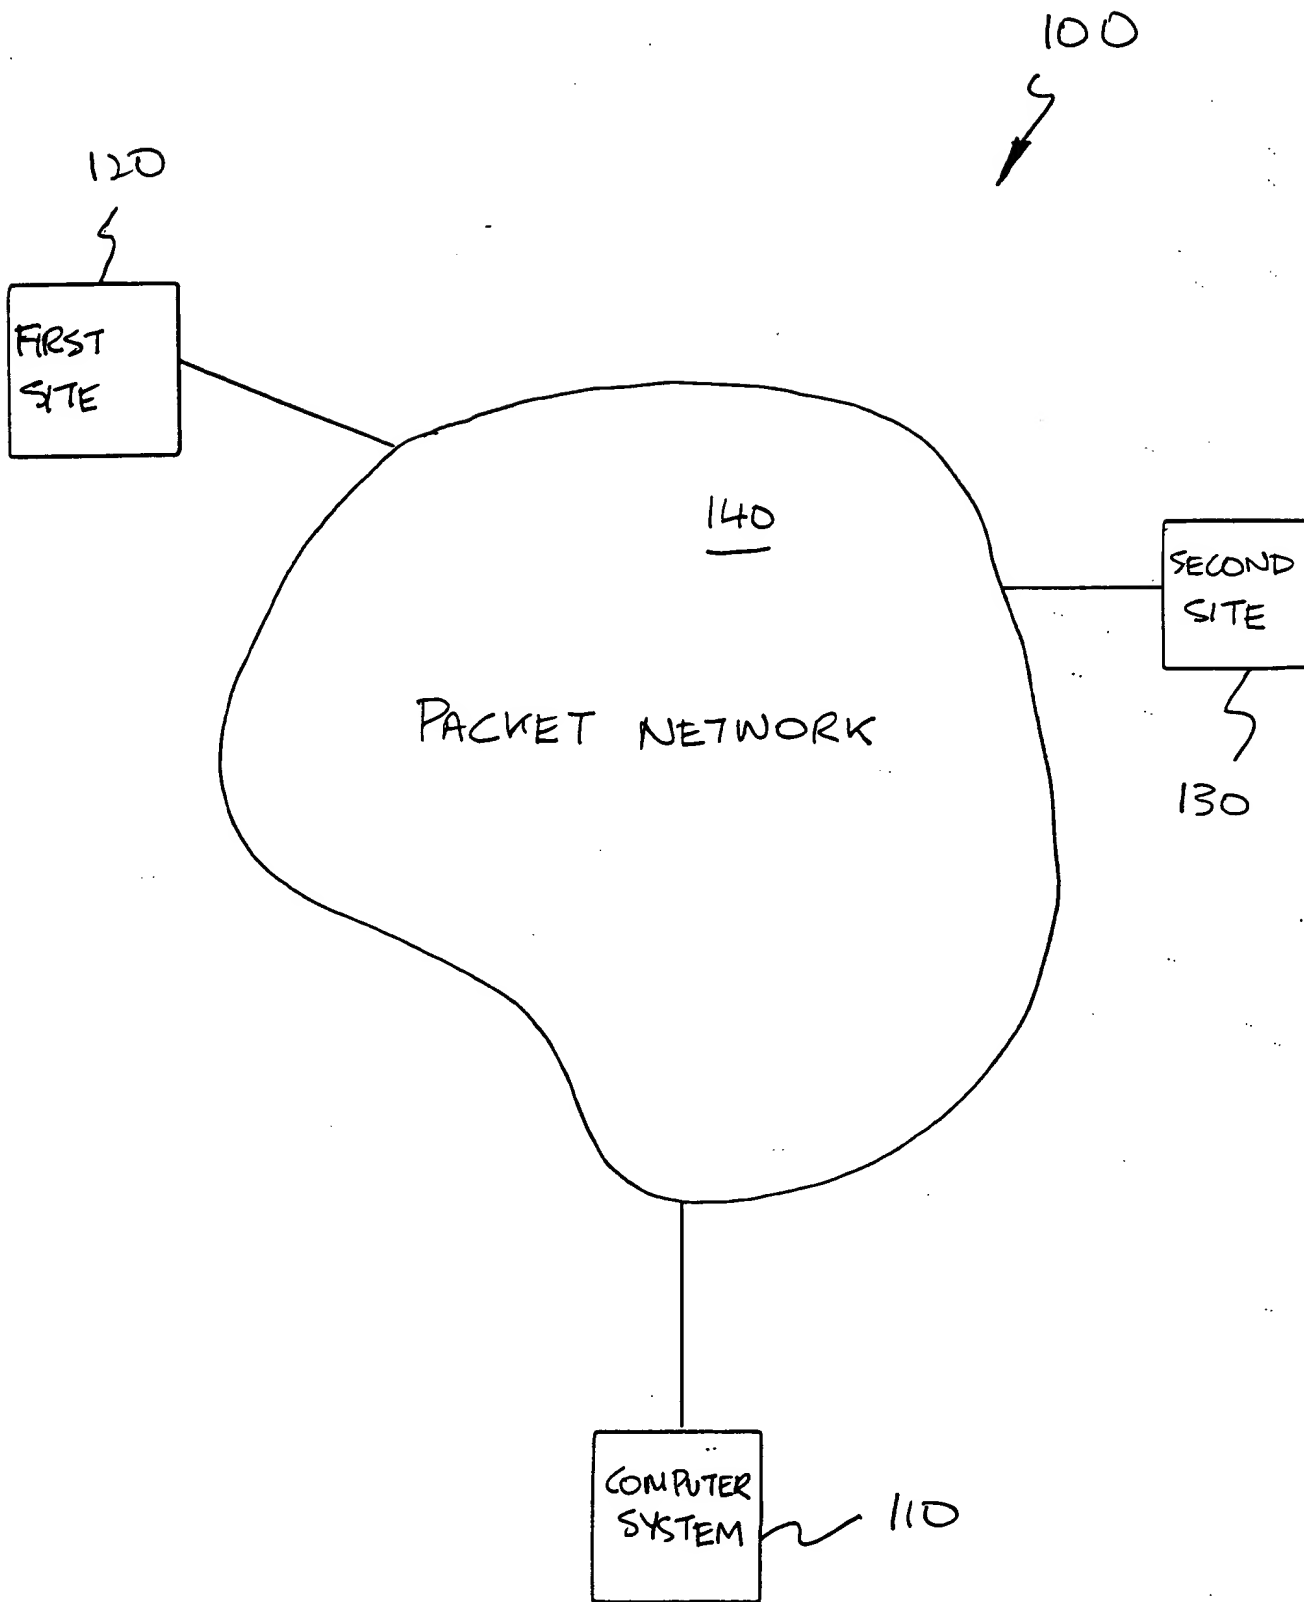 100
120
FIRST
SITE
140
SECOND
SITE
PACKET NETWORK
130
COMPUTER
SYSTEM
110